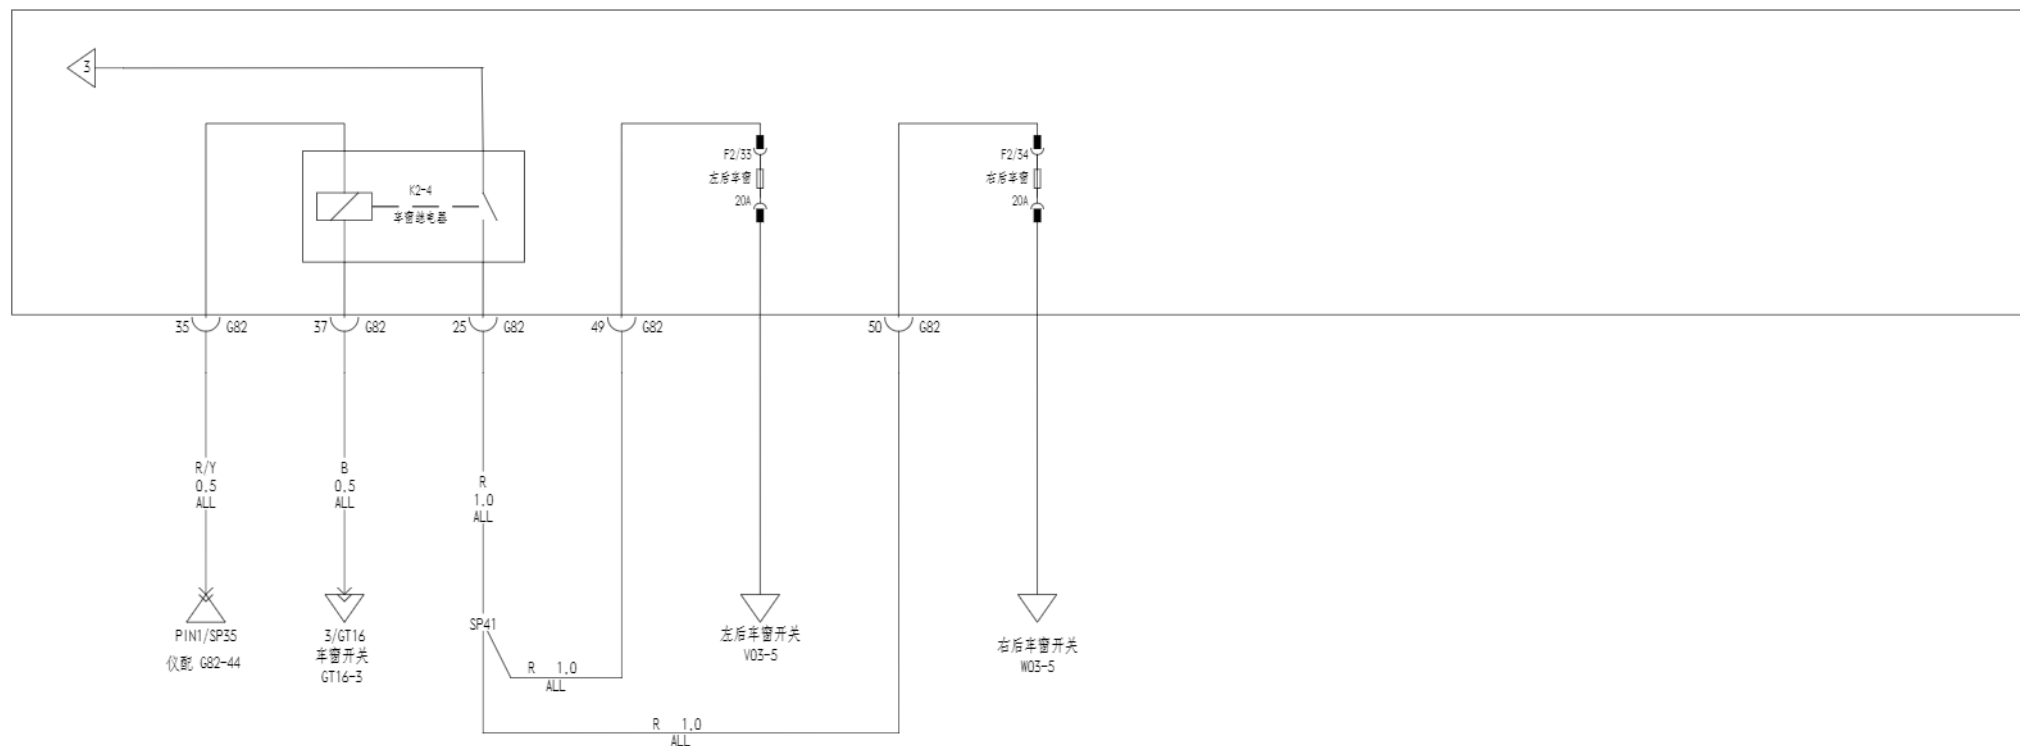 3
K2-4
车窗继电器
F2/33
左后车窗
20A
F2/34
右后车窗
20A
35 G82
37 G82
25 G82
49 G82
50 G82
R/Y
0.5
ALL
B
0.5
ALL
R
1.0
ALL
PIN1/SP35
仪配 G82-44
3/GT16
车窗开关
GT16-3
SP41
R 1.0
ALL
R 1.0
ALL
左后车窗开关
V03-5
右后车窗开关
W03-5